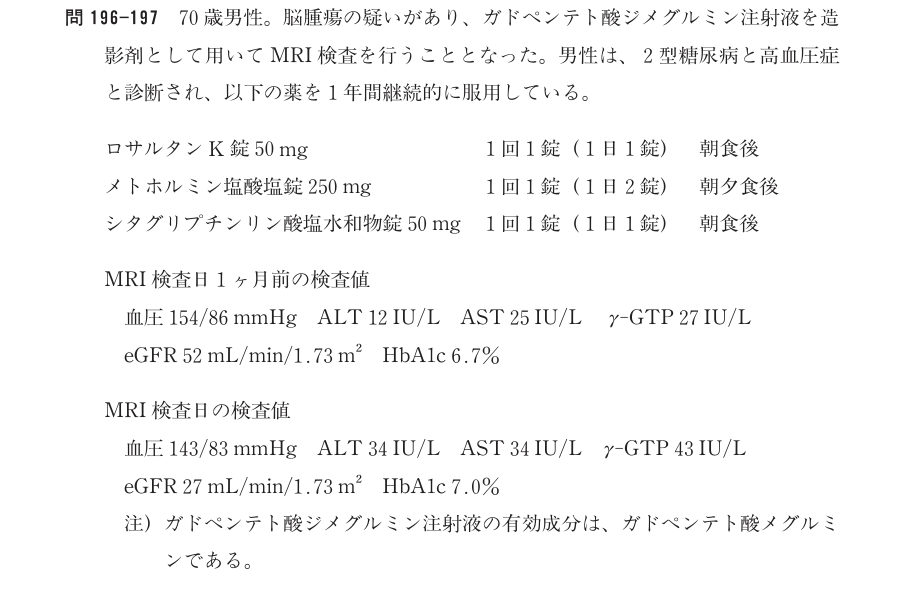 問 196−197 70 歳男性。脳腫瘍の疑いがあり、ガドペンテト酸ジメグルミン注射液を造
影剤として用いて MRI 検査を行うこととなった。男性は、2 型糖尿病と高血圧症
と診断され、以下の薬を 1 年間継続的に服用している。
ロサルタン K 錠 50 mg 1 回 1 錠（1 日 1 錠） 朝食後
メトホルミン塩酸塩錠 250 mg 1 回 1 錠（1 日 2 錠） 朝夕食後
シタグリプチンリン酸塩水和物錠 50 mg 1 回 1 錠（1 日 1 錠） 朝食後
MRI 検査日 1 ヶ月前の検査値
血圧 154/86 mmHg ALT 12 IU/L AST 25 IU/L γ-GTP 27 IU/L
eGFR 52 mL/min/1.73 m² HbA1c 6.7%
MRI 検査日の検査値
血圧 143/83 mmHg ALT 34 IU/L AST 34 IU/L γ-GTP 43 IU/L
eGFR 27 mL/min/1.73 m² HbA1c 7.0%
注）ガドペンテト酸ジメグルミン注射液の有効成分は、ガドペンテト酸メグルミ
ンである。